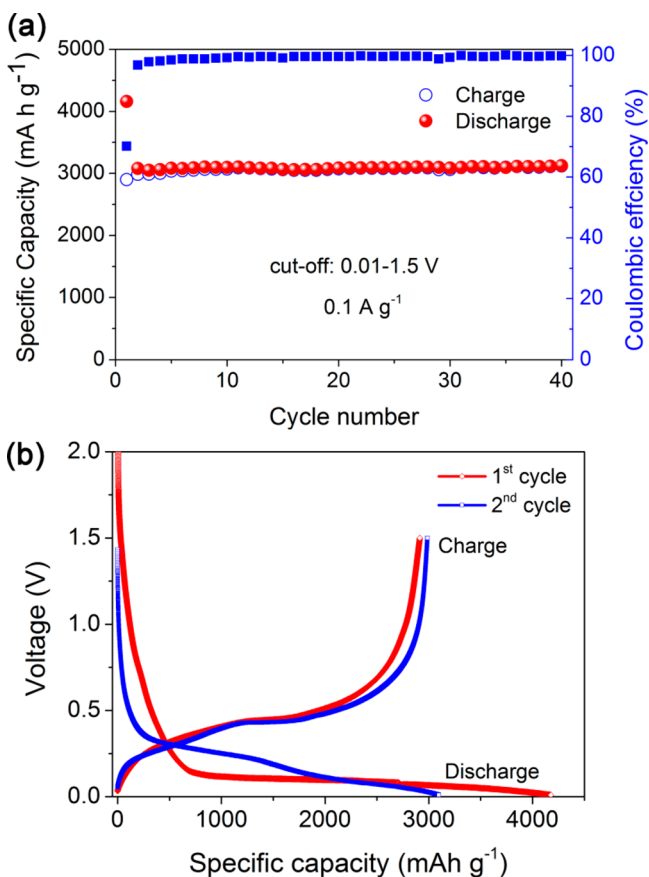 (a)
5000
4000
3000
2000
1000
0
Specific Capacity (mA h g⁻¹)
100
80
60
40
20
0
Coulombic effciency (%)
Charge
Discharge
cut-off: 0.01-1.5 V
0.1 A g⁻¹
0 10 20 30 40
Cycle number
(b)
2.0
1.5
1.0
0.5
0.0
Voltage (V)
1st cycle
2nd cycle
Charge
Discharge
0 1000 2000 3000 4000
Specific capacity (mAh g⁻¹)